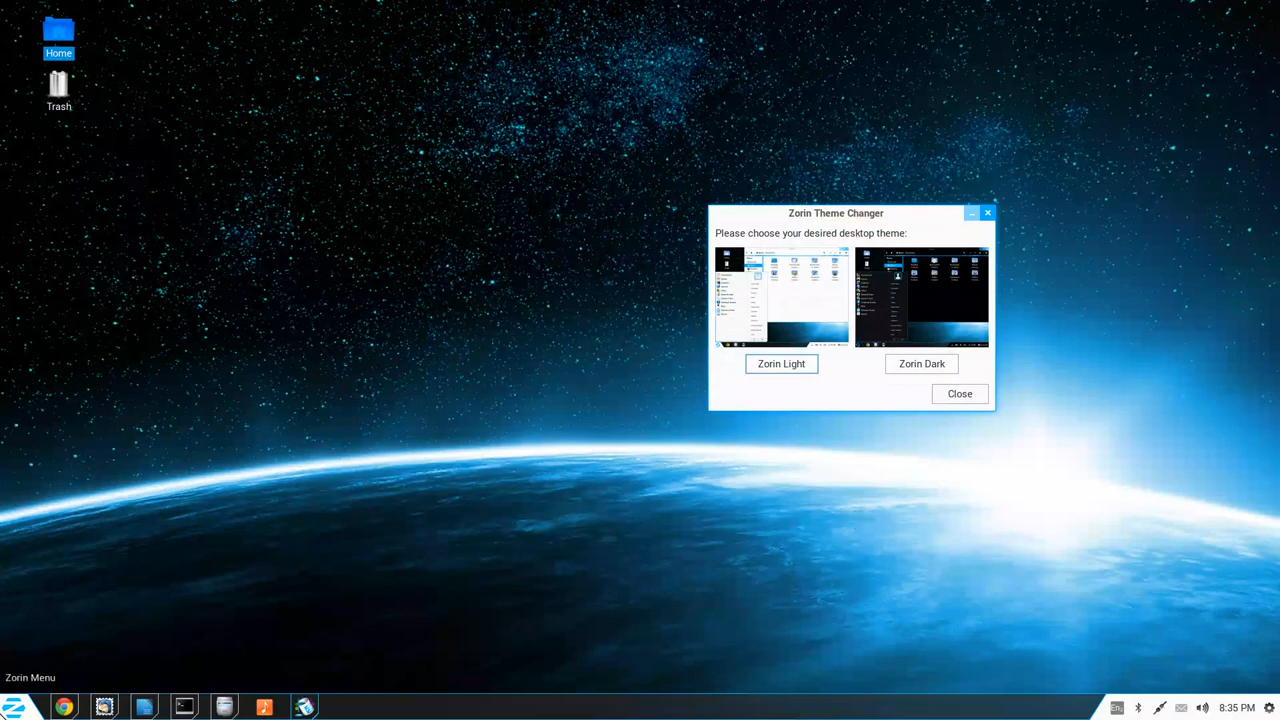 Home
Trash
Zorin Theme Changer
Please choose your desired desktop theme:
Zorin Light
Zorin Dark
Close
Zorin Menu
8:35 PM